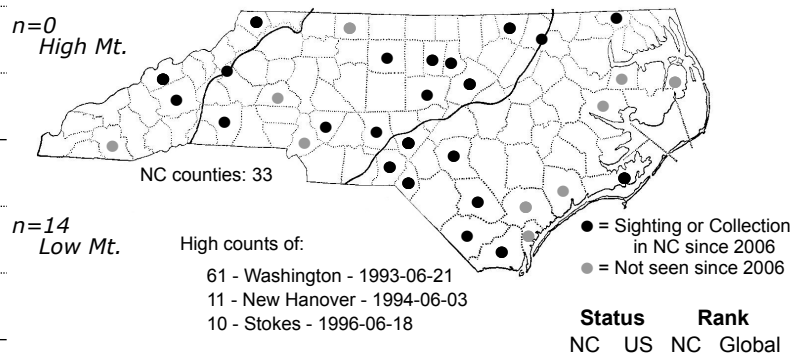 n=0
High Mt.
NC counties: 33
n=14
Low Mt.
High counts of:
61 - Washington - 1993-06-21
11 - New Hanover - 1994-06-03
10 - Stokes - 1996-06-18
= Sighting or Collection
in NC since 2006
= Not seen since 2006
Status Rank
NC US NC Global